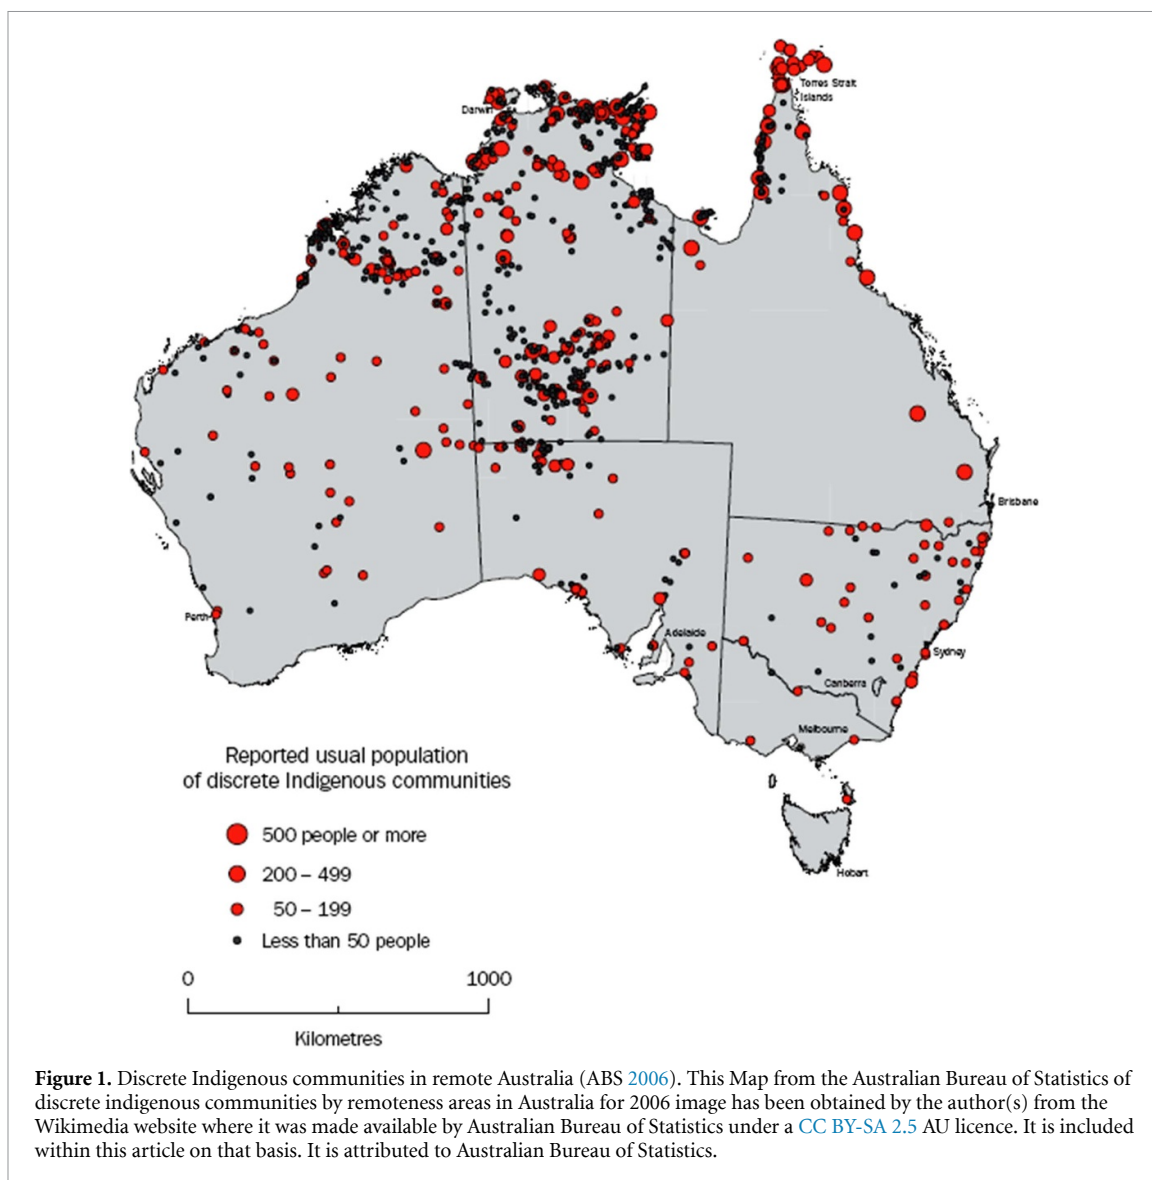 Torres Strait
Islands
Darwin
Brisbane
Perth
Adelaide
Sydney
Canberra
Melbourne
Hobart
Reported usual population
of discrete Indigenous communities
500 people or more
200 – 499
50 – 199
Less than 50 people
0 1000
Kilometres
Figure 1. Discrete Indigenous communities in remote Australia (ABS 2006). This Map from the Australian Bureau of Statistics of
discrete indigenous communities by remoteness areas in Australia for 2006 image has been obtained by the author(s) from the
Wikimedia website where it was made available by Australian Bureau of Statistics under a CC BY-SA 2.5 AU licence. It is included
within this article on that basis. It is attributed to Australian Bureau of Statistics.